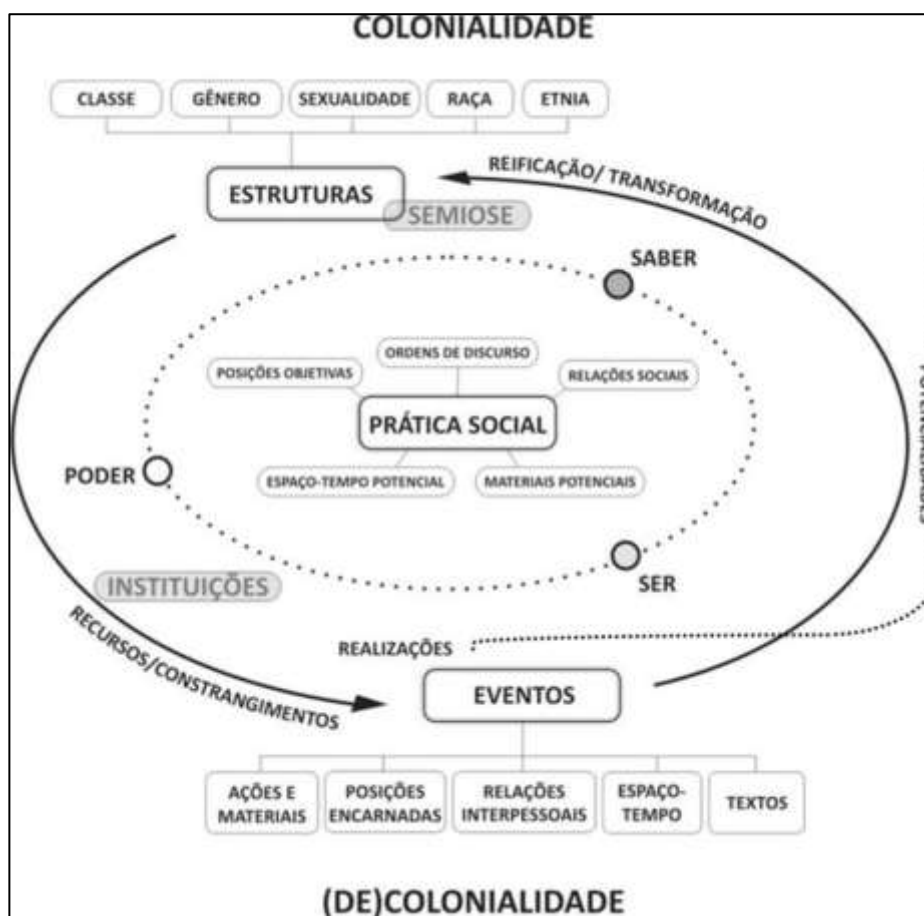 COLONIALIDADE
CLASSE
GÊNERO
SEXUALIDADE
RAÇA
ETNIA
REIFICAÇÃO/ TRANSFORMAÇÃO
ESTRUTURAS
SEMIOSE
SABER
ORDENS DE DISCURSO
POSIÇÕES OBJETIVAS
RELAÇÕES SOCIAIS
PRÁTICA SOCIAL
PODER
ESPAÇO-TEMPO POTENCIAL
MATERIAIS POTENCIAIS
INSTITUIÇÕES
SER
RECURSOS/CONSTRANGIMENTOS
REALIZAÇÕES
EVENTOS
AÇÕES E
MATERIAIS
POSIÇÕES
ENCARNADAS
RELAÇÕES
INTERPESSOAIS
ESPAÇO-
TEMPO
TEXTOS
(DE)COLONIALIDADE